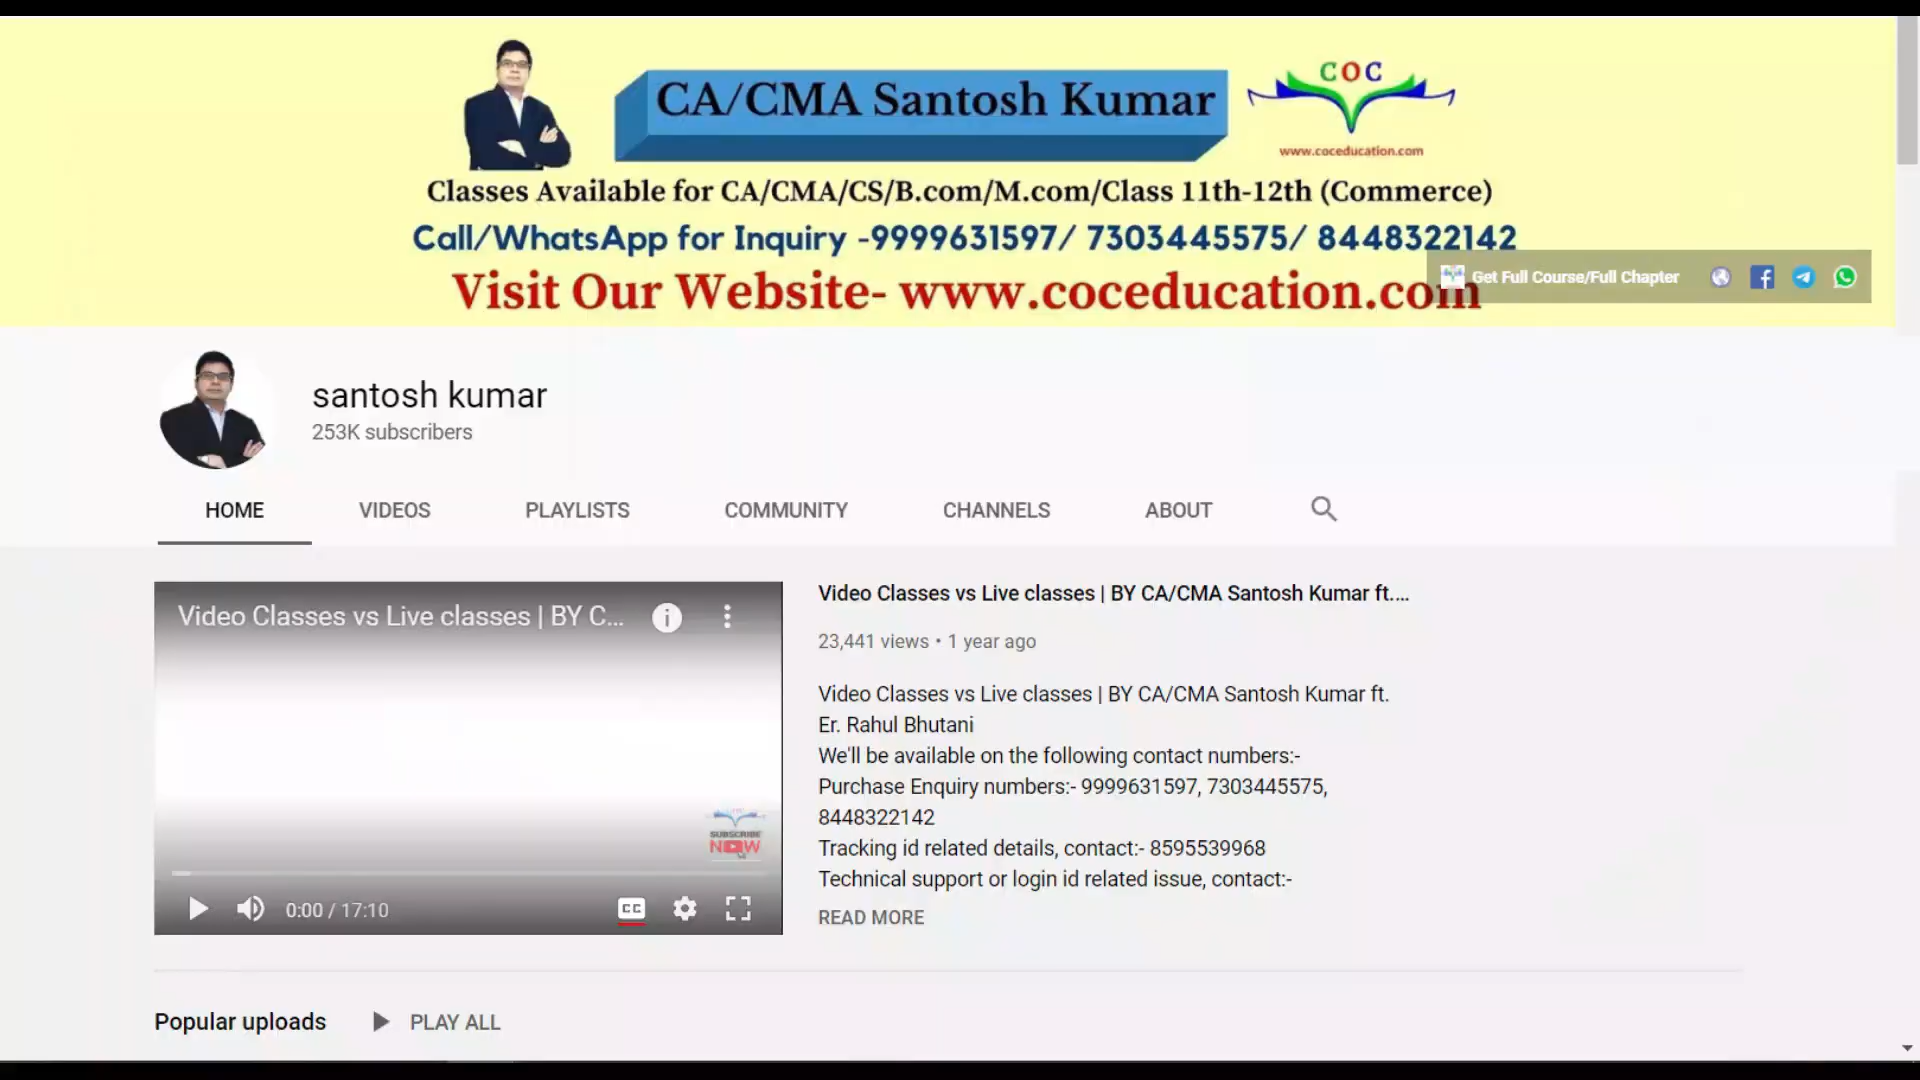 CA/CMA Santosh Kumar
COC
www.coceducation.com
Classes Available for CA/CMA/CS/B.com/M.com/Class 11th-12th (Commerce)
Call/WhatsApp for Inquiry -9999631597/ 7303445575/ 8448322142
Get Full Course/Full Chapter
Visit Our Website- www.coceducation.com
santosh kumar
253K subscribers
HOME VIDEOS PLAYLISTS COMMUNITY CHANNELS ABOUT
Video Classes vs Live classes | BY C...
SUBSCRIBE
NOW
0:00 / 17:10
CC
Video Classes vs Live classes | BY CA/CMA Santosh Kumar ft....
23,441 views • 1 year ago
Video Classes vs Live classes | BY CA/CMA Santosh Kumar ft.
Er. Rahul Bhutani
We'll be available on the following contact numbers:-
Purchase Enquiry numbers:- 9999631597, 7303445575,
8448322142
Tracking id related details, contact:- 8595539968
Technical support or login id related issue, contact:-
READ MORE
Popular uploads PLAY ALL